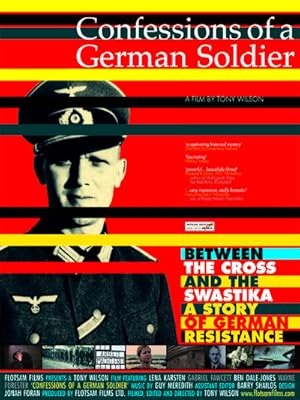 Confessions of a
German Soldier
A FILM BY TONY WILSON
BETWEEN
THE CROSS
AND THE
SWASTIKA
A STORY
OF GERMAN
RESISTANCE
FLOTSAM FILMS PRESENTS A TONY WILSON FILM FEATURING LENA KARSTEN GABRIEL FAWCETT BEN DALE-JONES WAYNE
FORESTER 'CONFESSIONS OF A GERMAN SOLDIER' MUSIC BY GUY MEREDITH ASSISTANT EDITOR BARRY SHAILOS DESIGN
JONAH FORAN PRODUCED BY FLOTSAM FILMS LTD. FILMED, EDITED AND DIRECTED BY TONY WILSON www.flotsamfilms.com